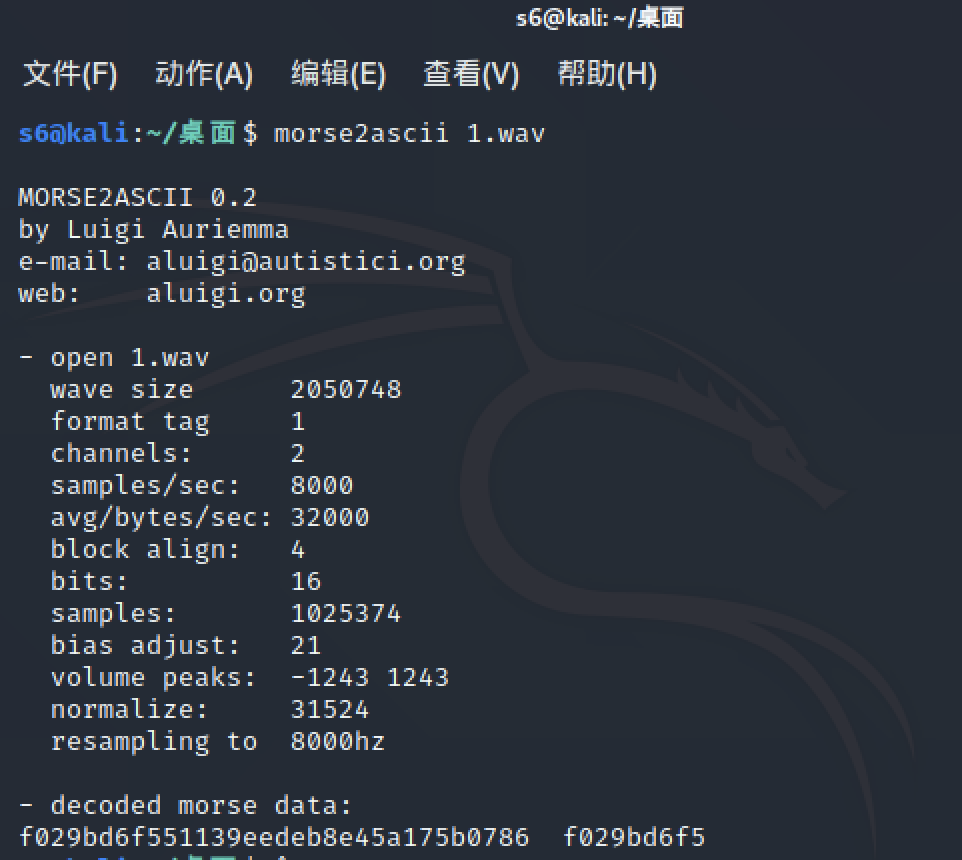 s6@kali: ~/桌面
文件(F) 动作(A) 编辑(E) 查看(V) 帮助(H)
s6@kali:~/桌面$ morse2ascii 1.wav
MORSE2ASCII 0.2
by Luigi Auriemma
e-mail: aluigi@autistici.org
web:    aluigi.org
- open 1.wav
  wave size      2050748
  format tag     1
  channels:      2
  samples/sec:   8000
  avg/bytes/sec: 32000
  block align:   4
  bits:          16
  samples:       1025374
  bias adjust:   21
  volume peaks:  -1243 1243
  normalize:     31524
  resampling to  8000hz
- decoded morse data:
f029bd6f551139eedeb8e45a175b0786  f029bd6f5